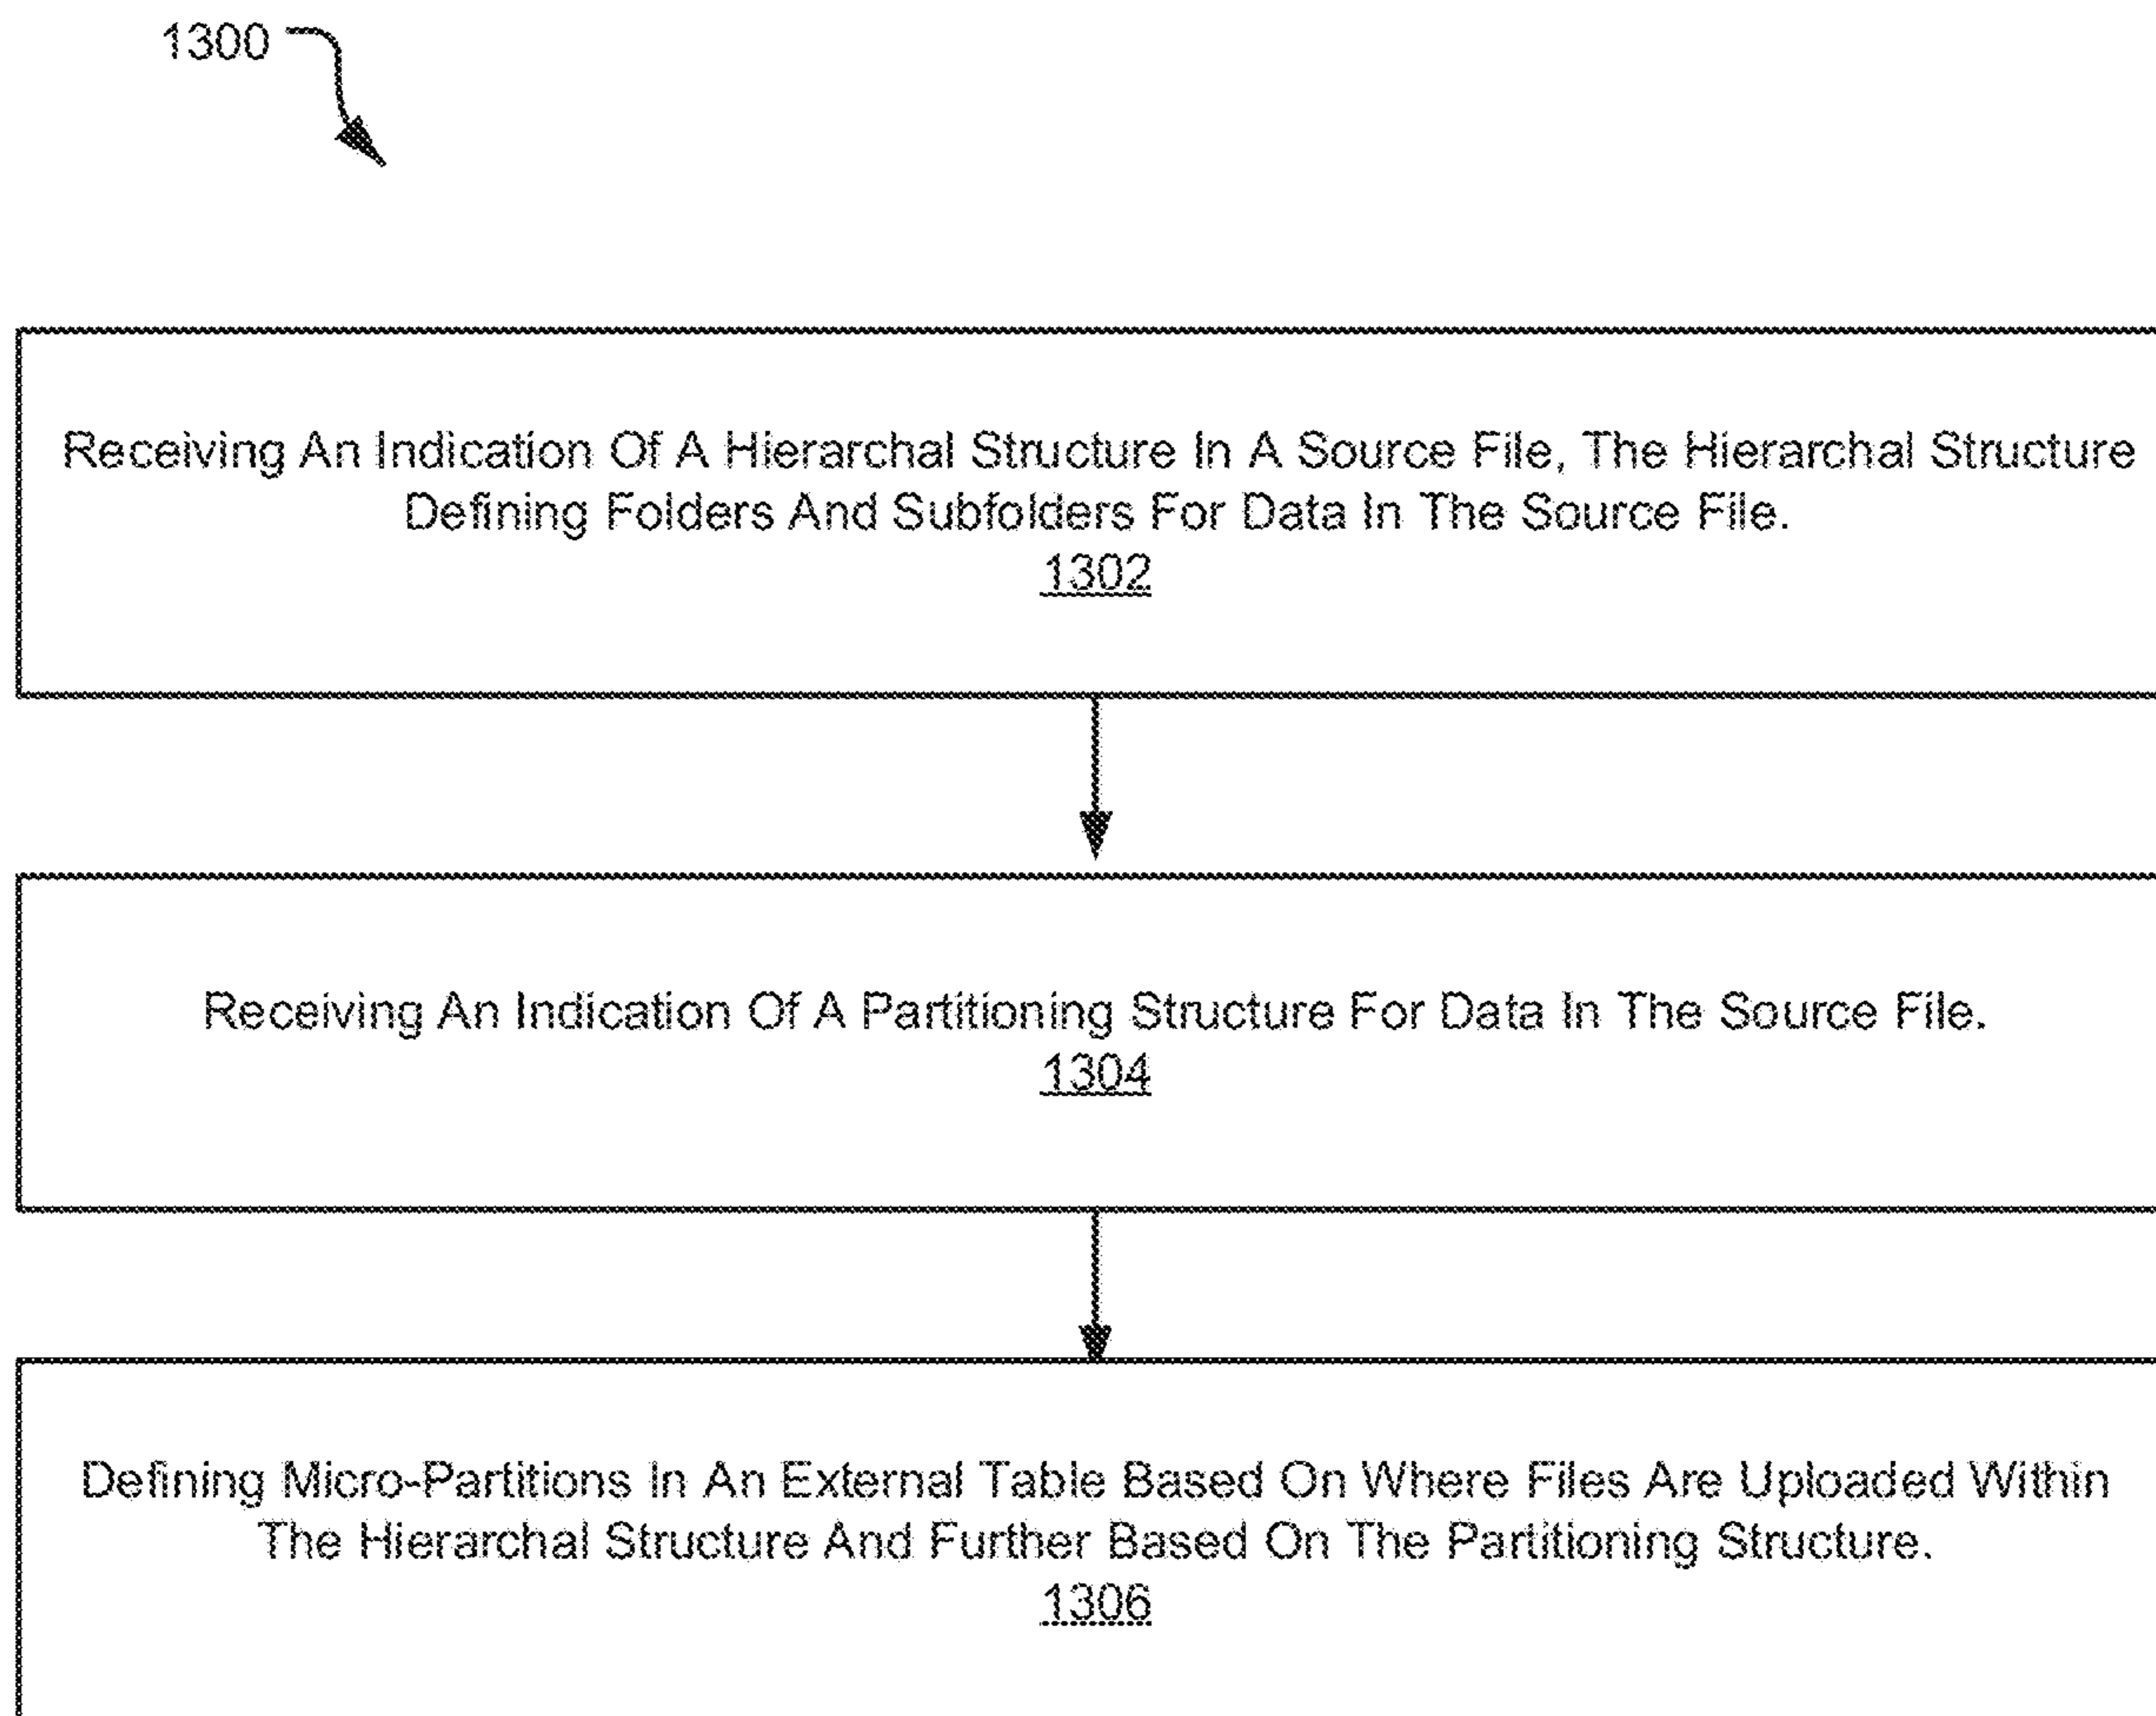 1300
Receiving An Indication Of A Hierarchal Structure In A Source File, The Hierarchal Structure
Defining Folders And Subfolders For Data In The Source File.
1302
Receiving An Indication Of A Partitioning Structure For Data In The Source File.
1304
Defining Micro-Partitions In An External Table Based On Where Files Are Uploaded Within
The Hierarchal Structure And Further Based On The Partitioning Structure.
1306